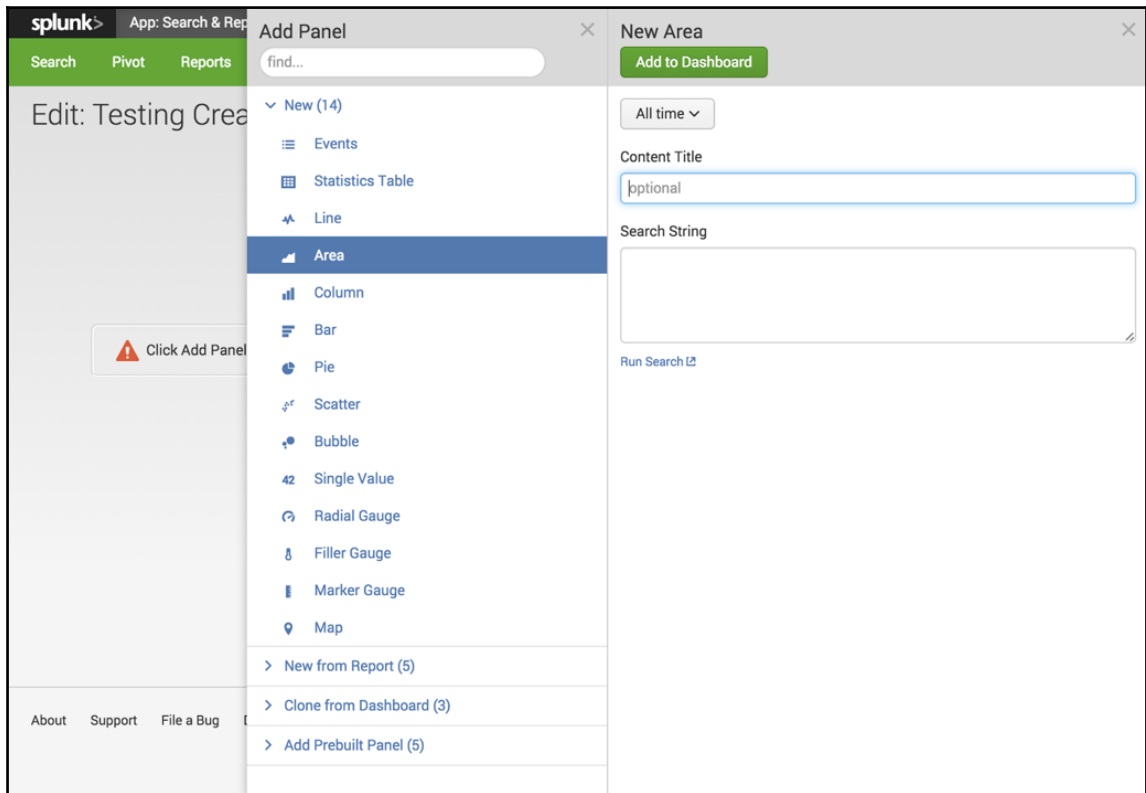 splunk>
App: Search & Rep
Search Pivot Reports
Edit: Testing Crea
Click Add Panel
About Support File a Bug
Add Panel
find...
New (14)
Events
Statistics Table
Line
Area
Column
Bar
Pie
Scatter
Bubble
42 Single Value
Radial Gauge
Filler Gauge
Marker Gauge
Map
New from Report (5)
Clone from Dashboard (3)
Add Prebuilt Panel (5)
New Area
Add to Dashboard
All time
Content Title
optional
Search String
Run Search